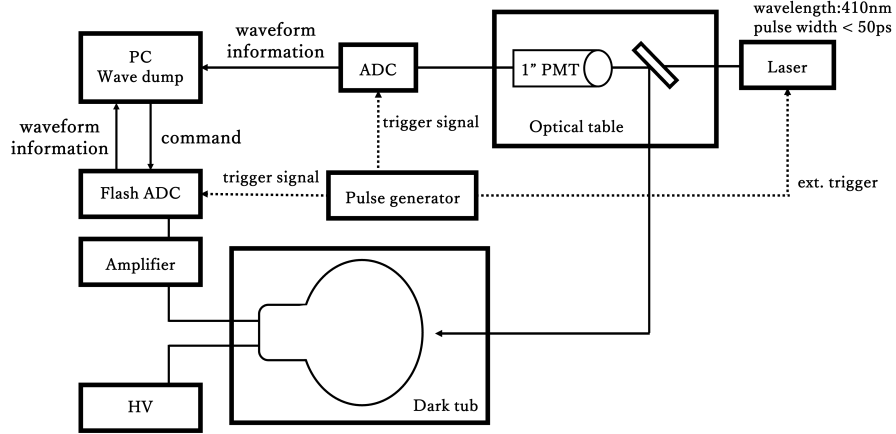 wavelength:410nm
pulse width < 50ps
waveform
information
PC
Wave dump
ADC
1” PMT
Laser
waveform
information
command
trigger signal
Optical table
trigger signal
ext. trigger
Flash ADC
Pulse generator
Amplifier
HV
Dark tub